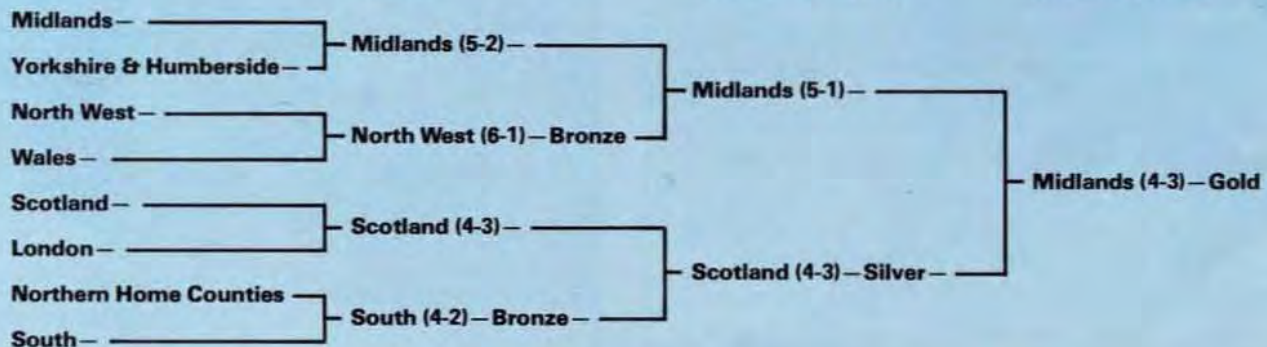 Midlands—
Midlands (5-2)—
Yorkshire & Humberside—
Midlands (5-1)—
North West—
North West (6-1)—Bronze
Wales—
Midlands (4-3)—Gold
Scotland—
Scotland (4-3)—
London—
Scotland (4-3)—Silver—
Northern Home Counties
South (4-2)—Bronze—
South—